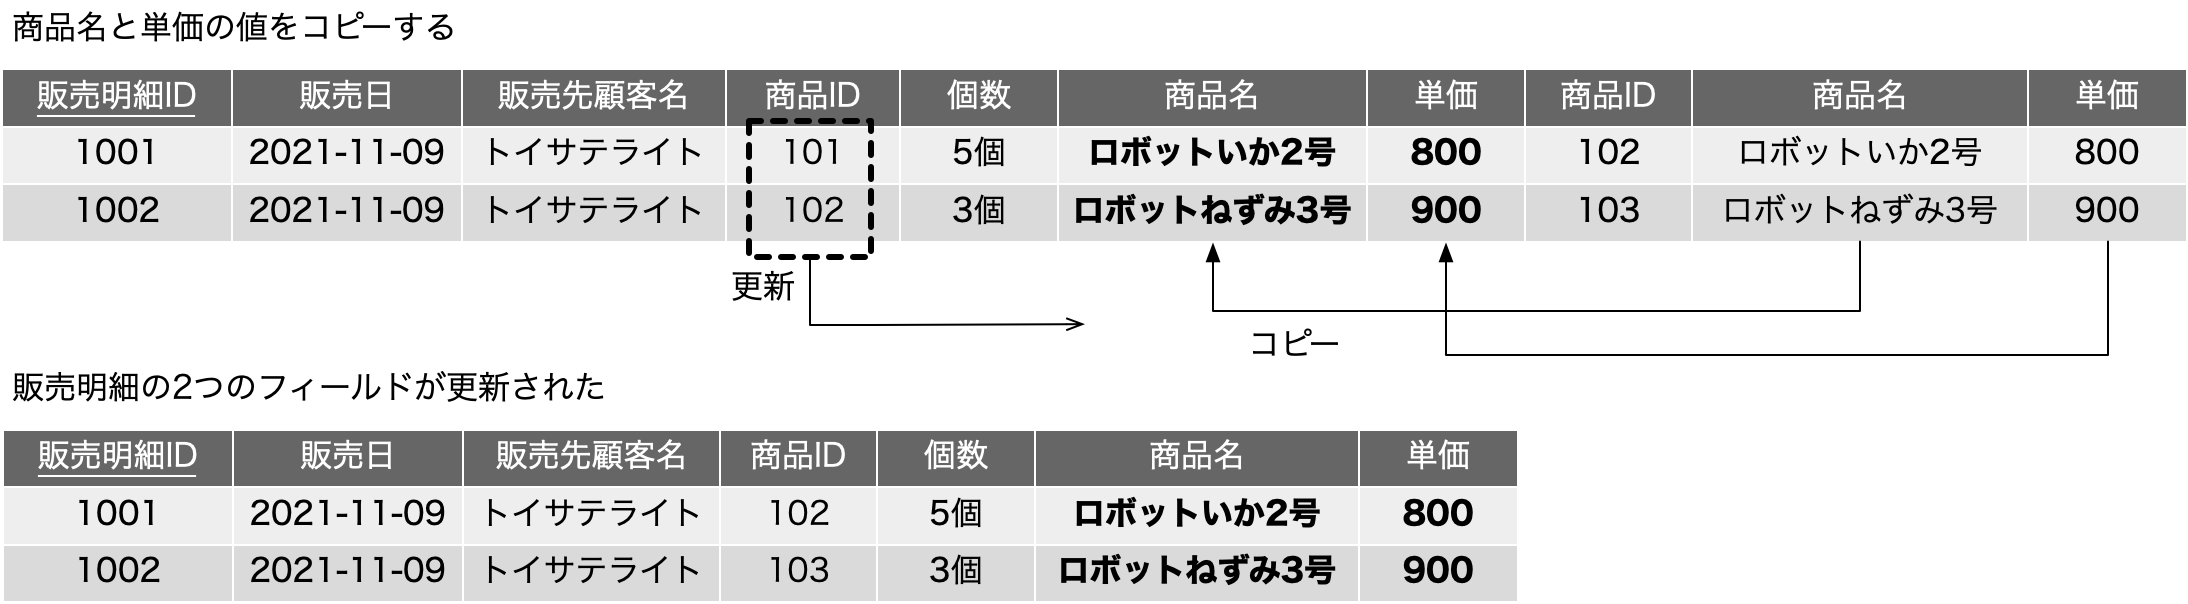 商品名と単価の値をコピーする
販売明細ID 販売日 販売先顧客名 商品ID 個数 商品名 単価 商品ID 商品名 単価
1001 2021-11-09 トイサテライト 101 5個 ロボットいか2号 800 102 ロボットいか2号 800
1002 2021-11-09 トイサテライト 102 3個 ロボットねずみ3号 900 103 ロボットねずみ3号 900
更新
コピー
販売明細の2つのフィールドが更新された
販売明細ID 販売日 販売先顧客名 商品ID 個数 商品名 単価
1001 2021-11-09 トイサテライト 102 5個 ロボットいか2号 800
1002 2021-11-09 トイサテライト 103 3個 ロボットねずみ3号 900